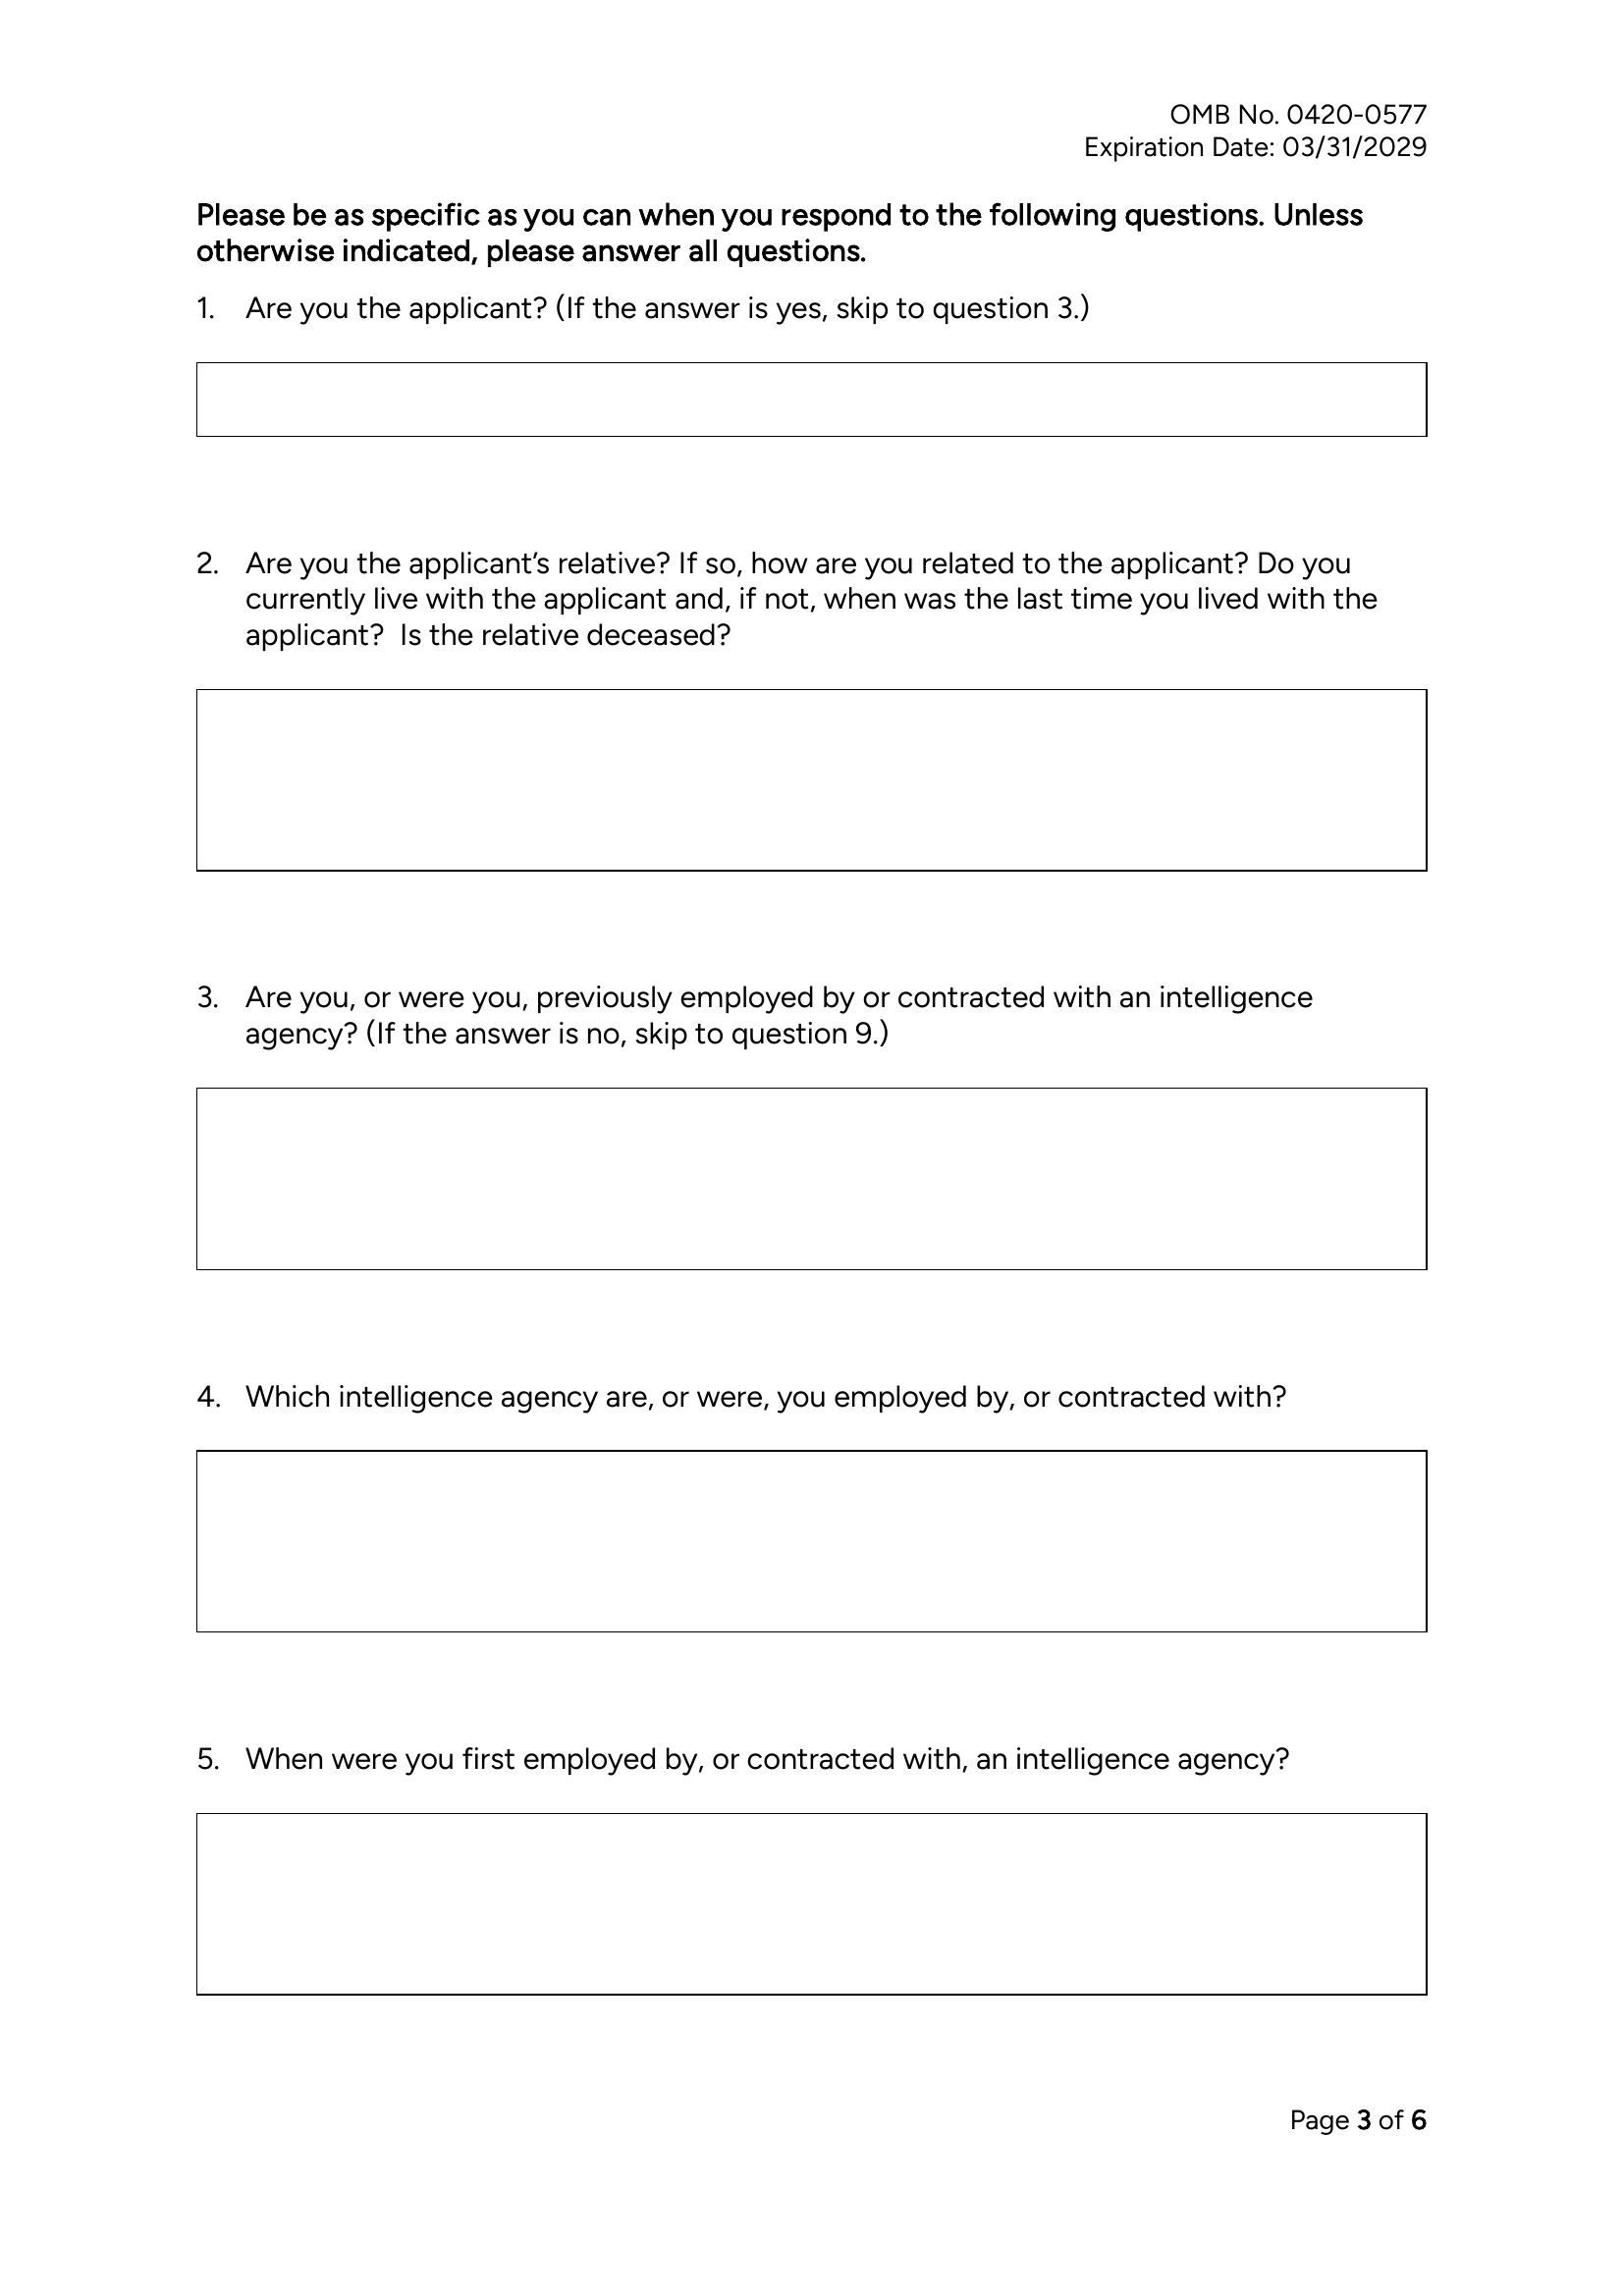 OMB No. 0420-0577
Expiration Date: 03/31/2029
Please be as specific as you can when you respond to the following questions. Unless
otherwise indicated, please answer all questions.
1. Are you the applicant? (If the answer is yes, skip to question 3.)
2. Are you the applicant’s relative? If so, how are you related to the applicant? Do you
currently live with the applicant and, if not, when was the last time you lived with the
applicant?  Is the relative deceased?
3. Are you, or were you, previously employed by or contracted with an intelligence
agency? (If the answer is no, skip to question 9.)
4. Which intelligence agency are, or were, you employed by, or contracted with?
5. When were you first employed by, or contracted with, an intelligence agency?
Page 3 of 6